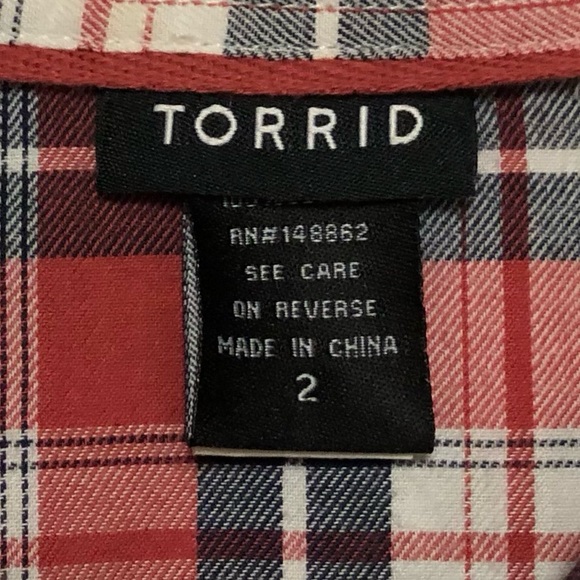 TORRID
RN#148862
SEE CARE
ON REVERSE
MADE IN CHINA
2